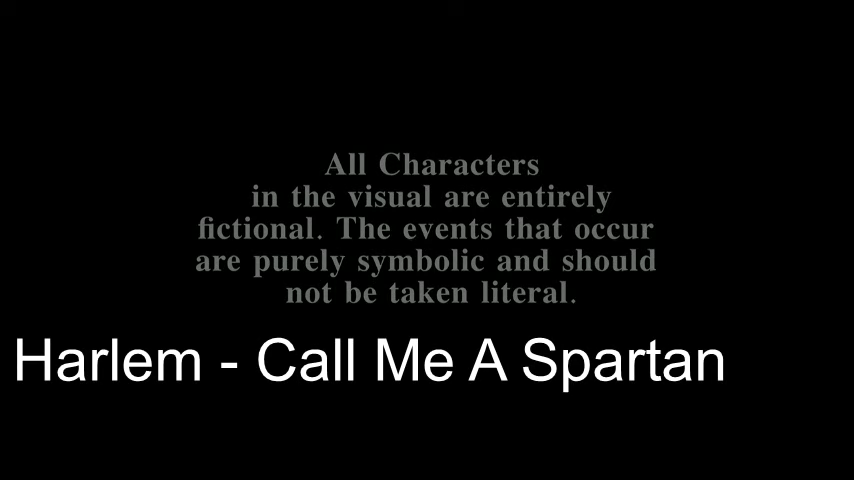 All Characters
in the visual are entirely
fictional. The events that occur
are purely symbolic and should
not be taken literal.
Harlem - Call Me A Spartan